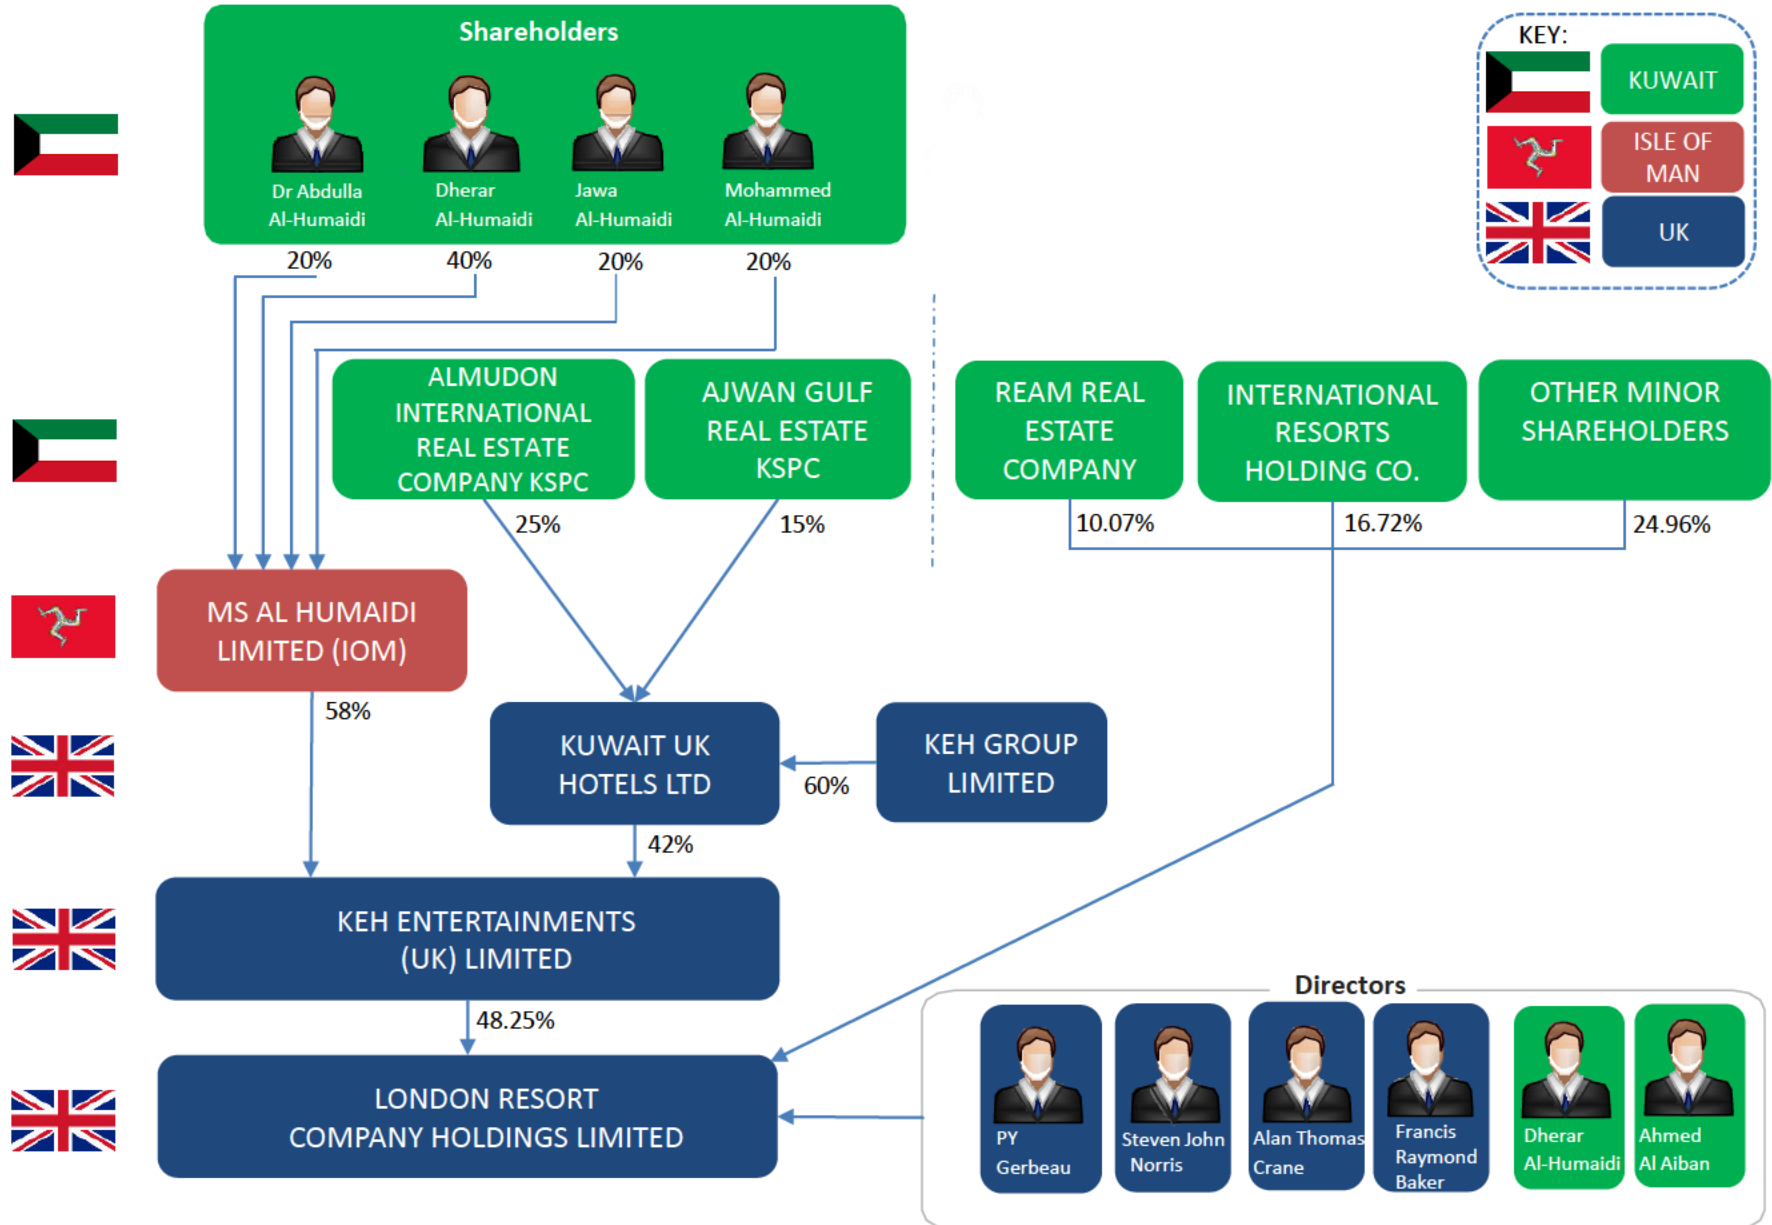 Shareholders
Dr Abdulla
Al-Humaidi
Dherar
Al-Humaidi
Jawa
Al-Humaidi
Mohammed
Al-Humaidi
20%
40%
20%
20%
KEY:
KUWAIT
ISLE OF
MAN
UK
ALMUDON
INTERNATIONAL
REAL ESTATE
COMPANY KSPC
AJWAN GULF
REAL ESTATE
KSPC
REAM REAL
ESTATE
COMPANY
INTERNATIONAL
RESORTS
HOLDING CO.
OTHER MINOR
SHAREHOLDERS
25%
15%
10.07%
16.72%
24.96%
MS AL HUMAIDI
LIMITED (IOM)
58%
KUWAIT UK
HOTELS LTD
60%
KEH GROUP
LIMITED
42%
KEH ENTERTAINMENTS
(UK) LIMITED
48.25%
LONDON RESORT
COMPANY HOLDINGS LIMITED
Directors
PY
Gerbeau
Steven John
Norris
Alan Thomas
Crane
Francis
Raymond
Baker
Dherar
Al-Humaidi
Ahmed
Al Aiban